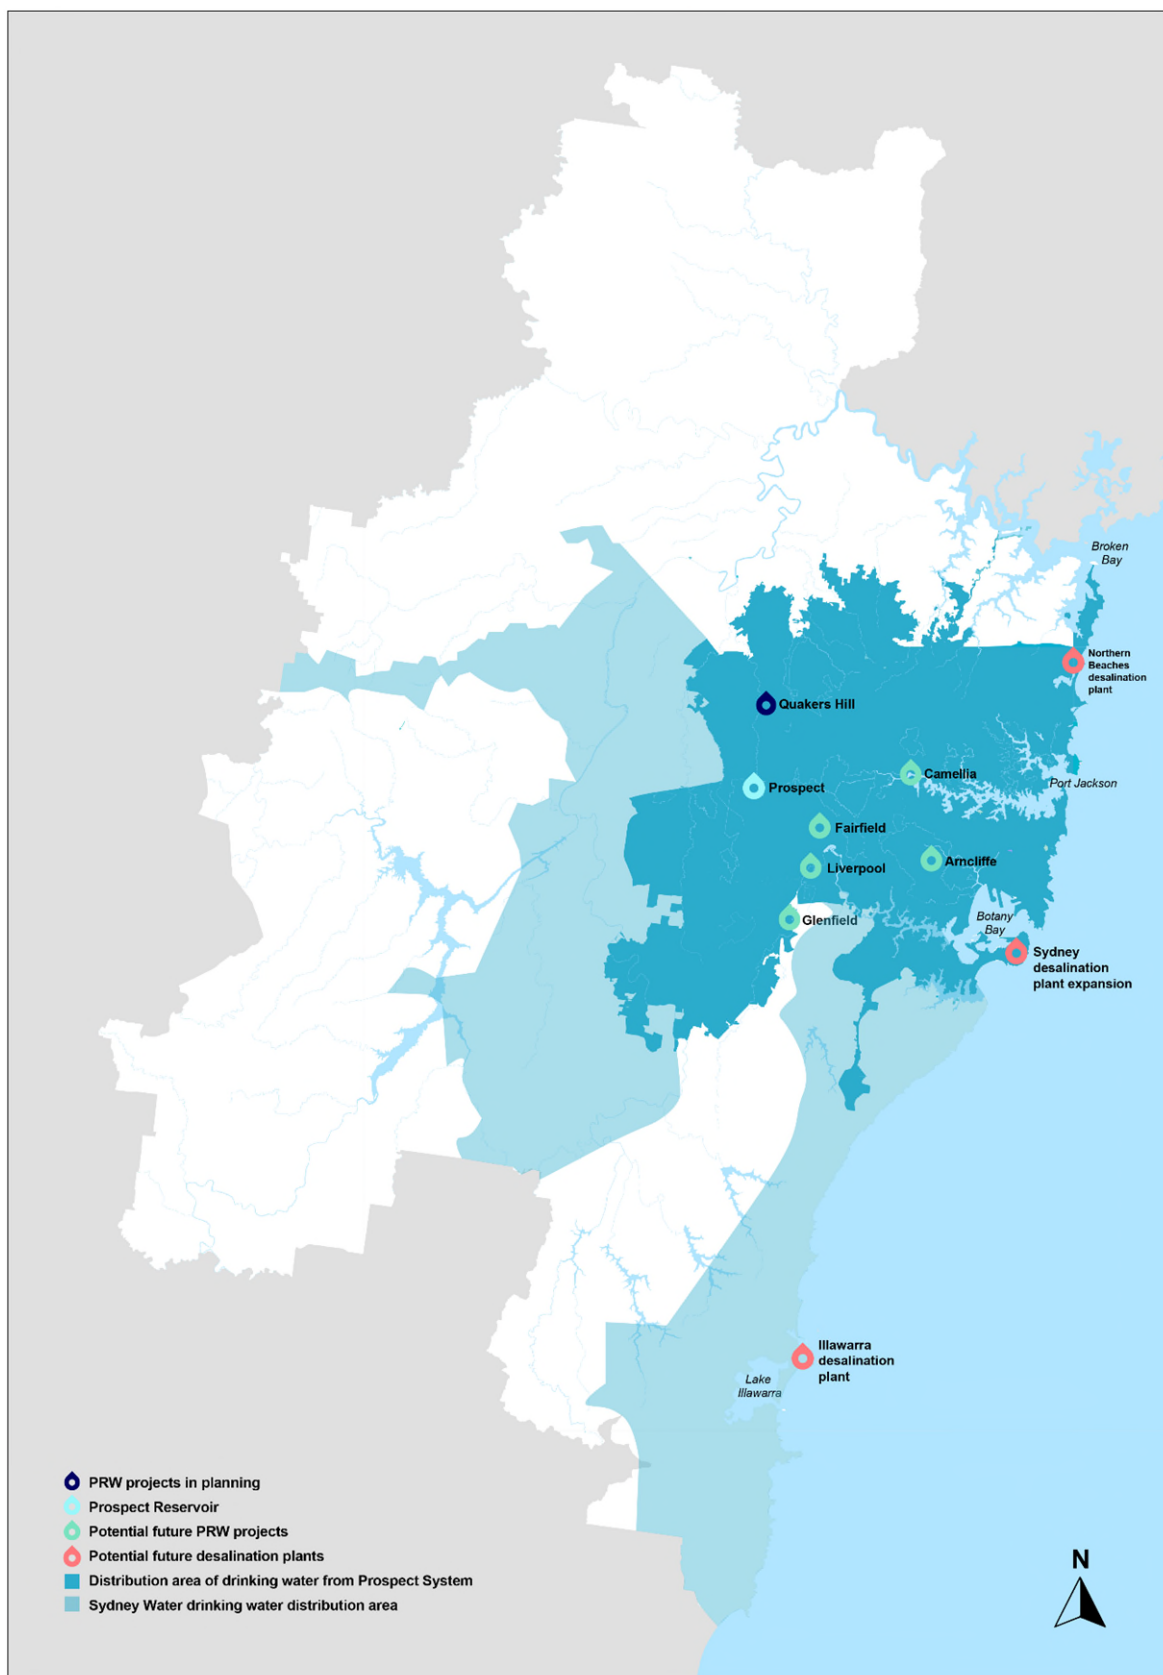 Broken
Bay
Northern
Beaches
desalination
plant
Quakers Hill
Camellia
Port Jackson
Prospect
Fairfield
Arncliffe
Liverpool
Botany
Bay
Glenfield
Sydney
desalination
plant expansion
Illawarra
desalination
plant
Lake
Illawarra
PRW projects in planning
Prospect Reservoir
Potential future PRW projects
Potential future desalination plants
Distribution area of drinking water from Prospect System
Sydney Water drinking water distribution area
N